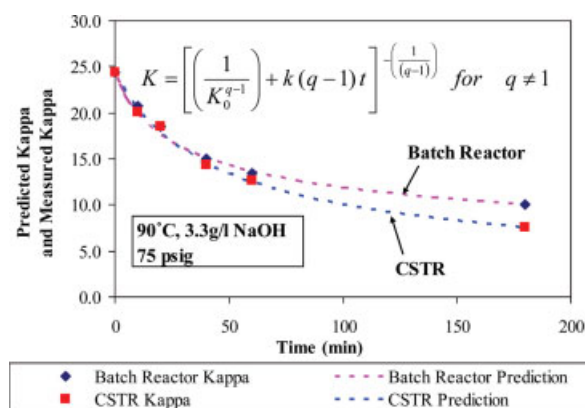 30.0
25.0
20.0
15.0
10.0
5.0
0.0
Predicted Kappa
and Measured Kappa
K = [(1/K₀^(q-1)) + k(q-1)t]^-(1/(q-1)) for q ≠ 1
Batch Reactor
90˚C, 3.3g/l NaOH
75 psig
CSTR
0 50 100 150 200
Time (min)
Batch Reactor Kappa Batch Reactor Prediction
CSTR Kappa CSTR Prediction